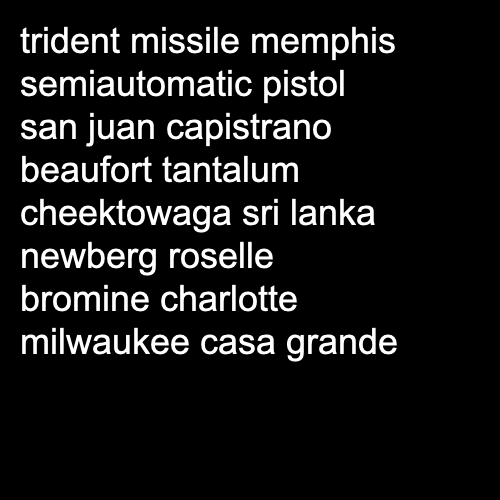 trident missile memphis
semiautomatic pistol
san juan capistrano
beaufort tantalum
cheektowaga sri lanka
newberg roselle
bromine charlotte
milwaukee casa grande